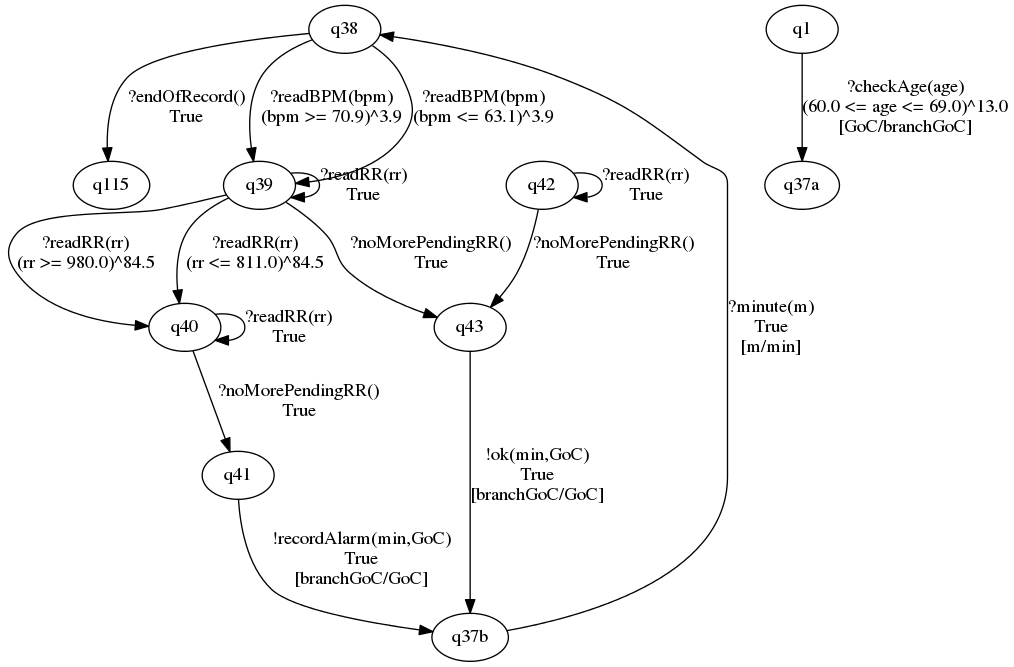 q38
q1
?endOfRecord()
True
?readBPM(bpm)
(bpm >= 70.9)^3.9
?readBPM(bpm)
(bpm <= 63.1)^3.9
?checkAge(age)
(60.0 <= age <= 69.0)^13.0
[GoC/branchGoC]
q115
q39
?readRR(rr)
True
q42
?readRR(rr)
True
q37a
?readRR(rr)
(rr >= 980.0)^84.5
?readRR(rr)
(rr <= 811.0)^84.5
?noMorePendingRR()
True
?noMorePendingRR()
True
q40
?readRR(rr)
True
q43
?minute(m)
True
[m/min]
?noMorePendingRR()
True
q41
!ok(min,GoC)
True
[branchGoC/GoC]
!recordAlarm(min,GoC)
True
[branchGoC/GoC]
q37b